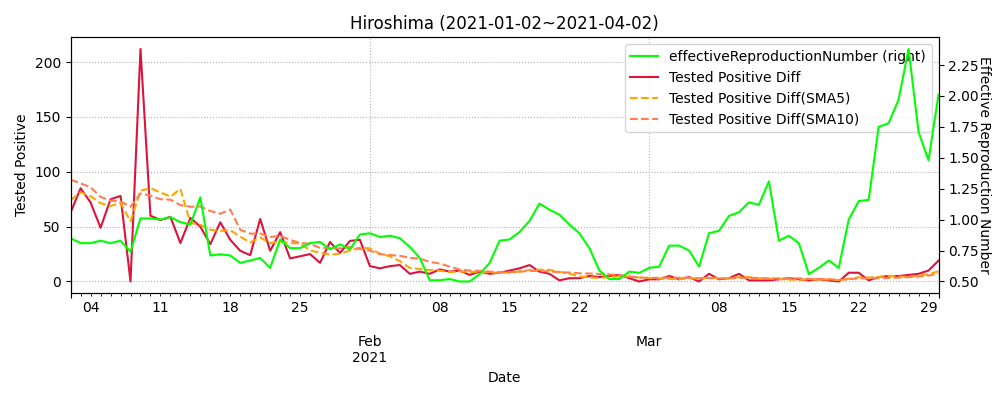 Hiroshima (2021-01-02~2021-04-02)
effectiveReproductionNumber (right)
Tested Positive Diff
Tested Positive Diff(SMA5)
Tested Positive Diff(SMA10)
Tested Positive
200
150
100
50
0
Effective Reproduction Number
2.25
2.00
1.75
1.50
1.25
1.00
0.75
0.50
04 11 18 25 08 15 22 08 15 22 29
Feb Mar
2021
Date